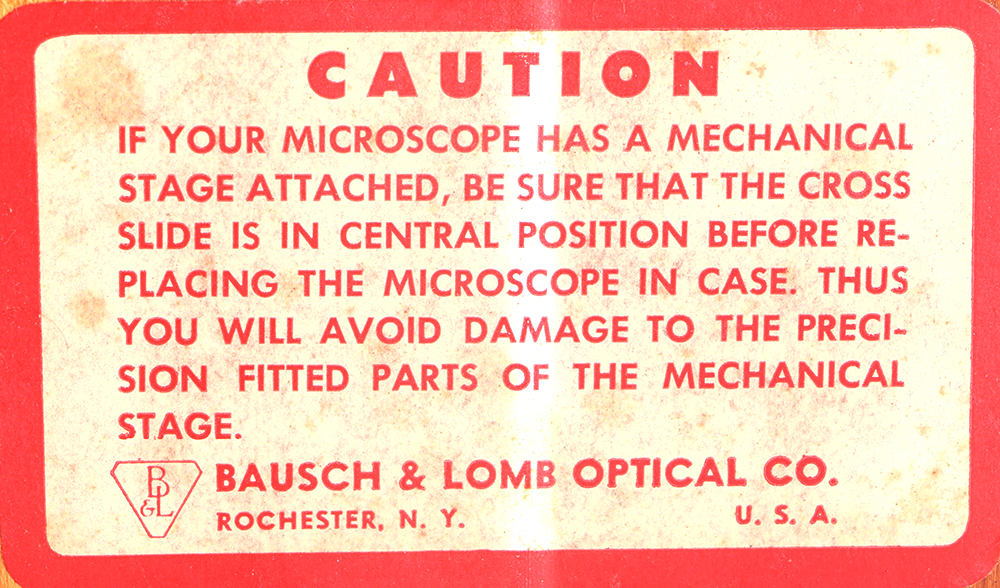 CAUTION
IF YOUR MICROSCOPE HAS A MECHANICAL
STAGE ATTACHED, BE SURE THAT THE CROSS
SLIDE IS IN CENTRAL POSITION BEFORE RE-
PLACING THE MICROSCOPE IN CASE. THUS
YOU WILL AVOID DAMAGE TO THE PRECI-
SION FITTED PARTS OF THE MECHANICAL
STAGE.
B&L BAUSCH & LOMB OPTICAL CO.
ROCHESTER, N. Y. U. S. A.